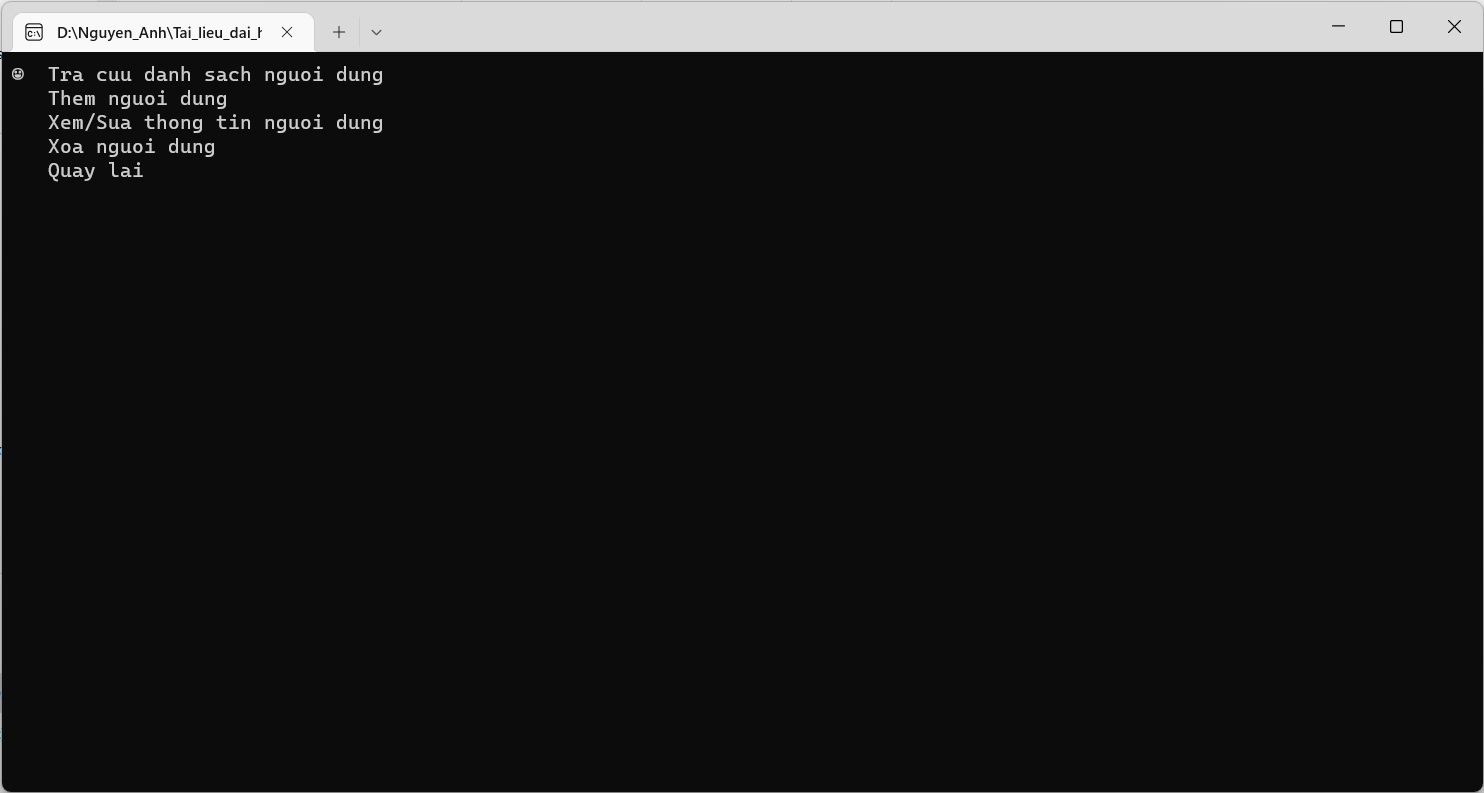 D:\Nguyen_Anh\Tai_lieu_dai_h
Tra cuu danh sach nguoi dung
Them nguoi dung
Xem/Sua thong tin nguoi dung
Xoa nguoi dung
Quay lai